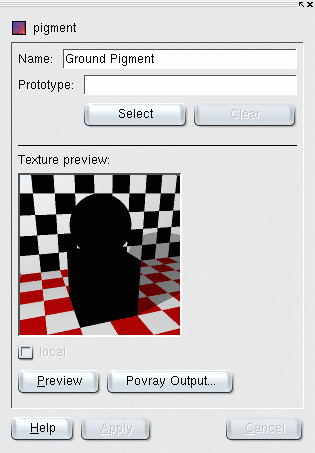 pigment
Name: Ground Pigment
Prototype:
Select Clear
Texture preview:
local
Preview Povray Output...
Help Apply Cancel